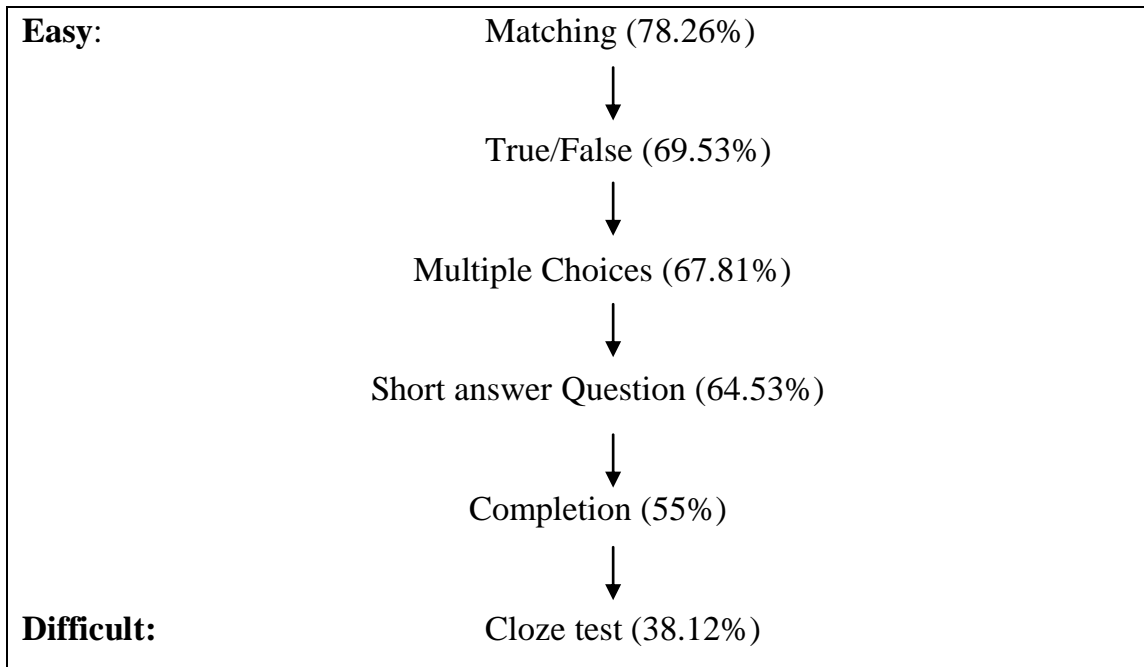 Easy: Matching (78.26%)
True/False (69.53%)
Multiple Choices (67.81%)
Short answer Question (64.53%)
Completion (55%)
Difficult: Cloze test (38.12%)